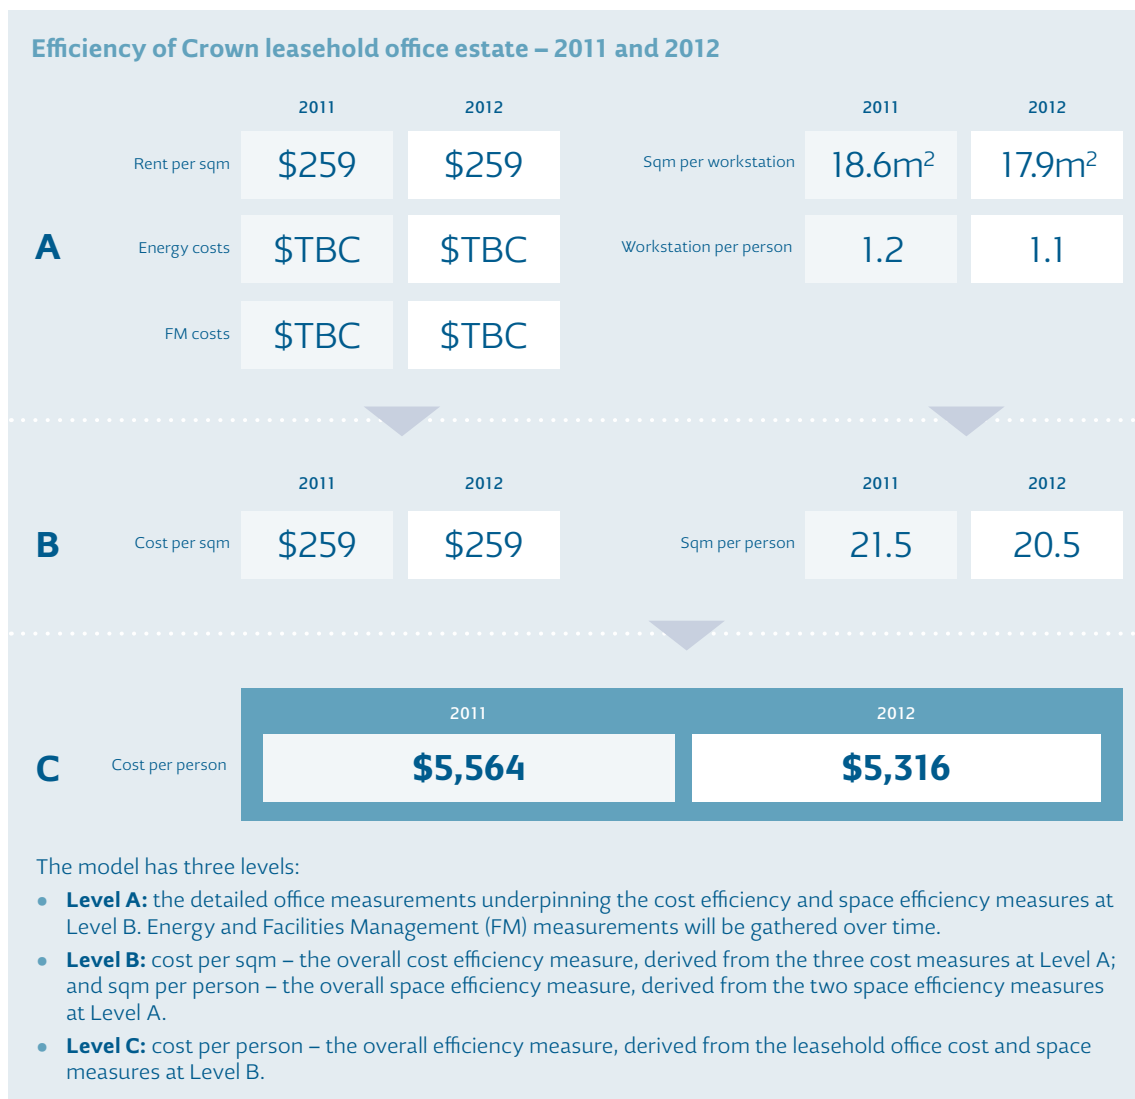 Efficiency of Crown leasehold office estate – 2011 and 2012
2011 2012 2011 2012
Rent per sqm $259 $259 Sqm per workstation 18.6m² 17.9m²
A Energy costs $TBC $TBC Workstation per person 1.2 1.1
FM costs $TBC $TBC
2011 2012 2011 2012
B Cost per sqm $259 $259 Sqm per person 21.5 20.5
2011 2012
C Cost per person $5,564 $5,316
The model has three levels:
• Level A: the detailed office measurements underpinning the cost efficiency and space efficiency measures at
Level B. Energy and Facilities Management (FM) measurements will be gathered over time.
• Level B: cost per sqm – the overall cost efficiency measure, derived from the three cost measures at Level A;
and sqm per person – the overall space efficiency measure, derived from the two space efficiency measures
at Level A.
• Level C: cost per person – the overall efficiency measure, derived from the leasehold office cost and space
measures at Level B.